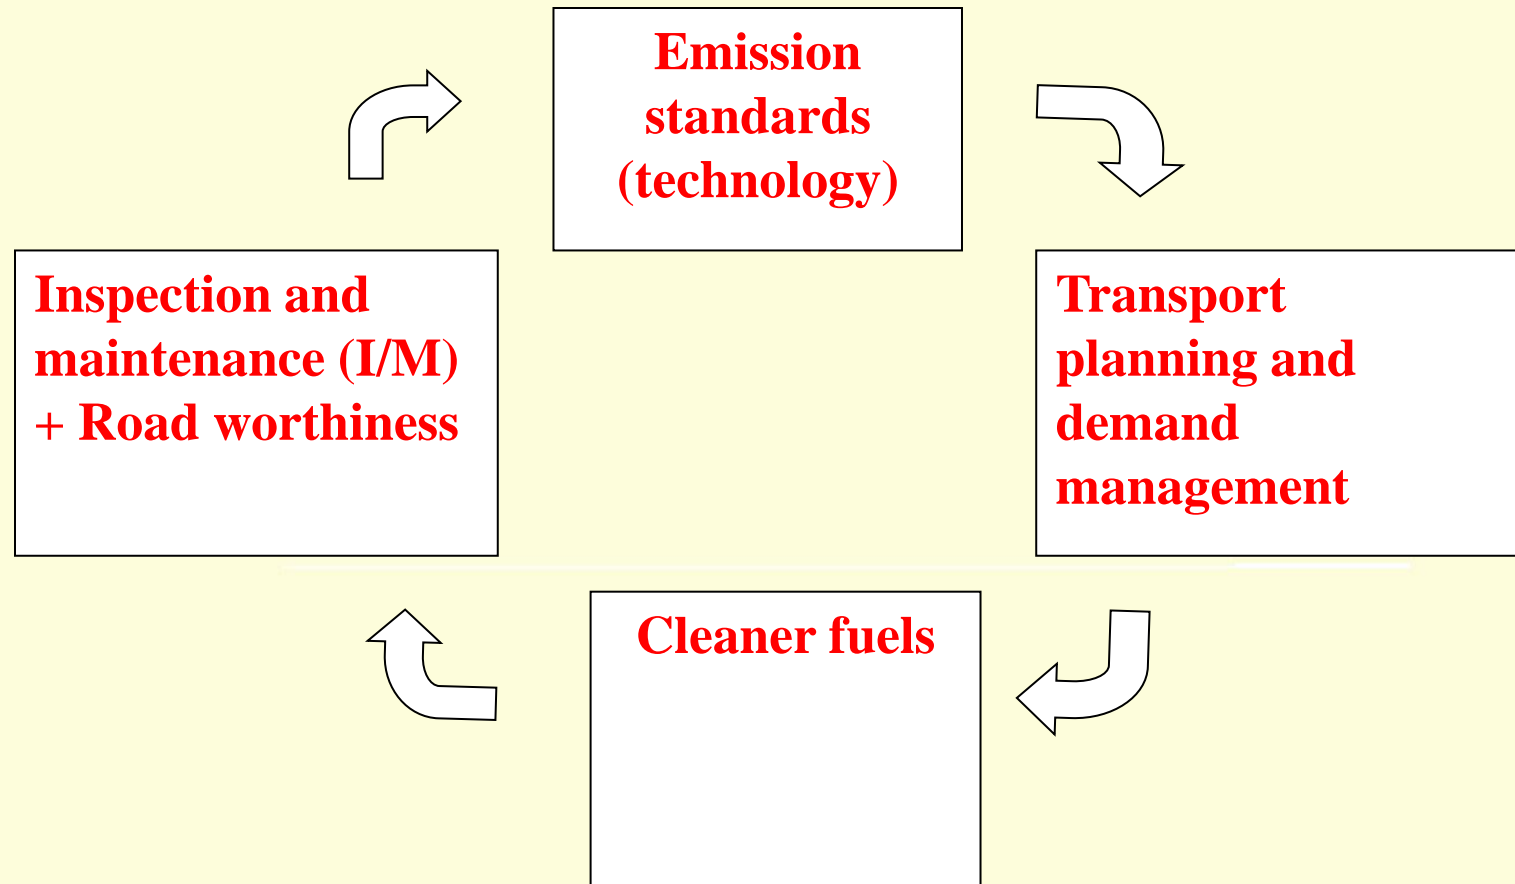 Emission
standards
(technology)
Inspection and
maintenance (I/M)
+ Road worthiness
Transport
planning and
demand
management
Cleaner fuels